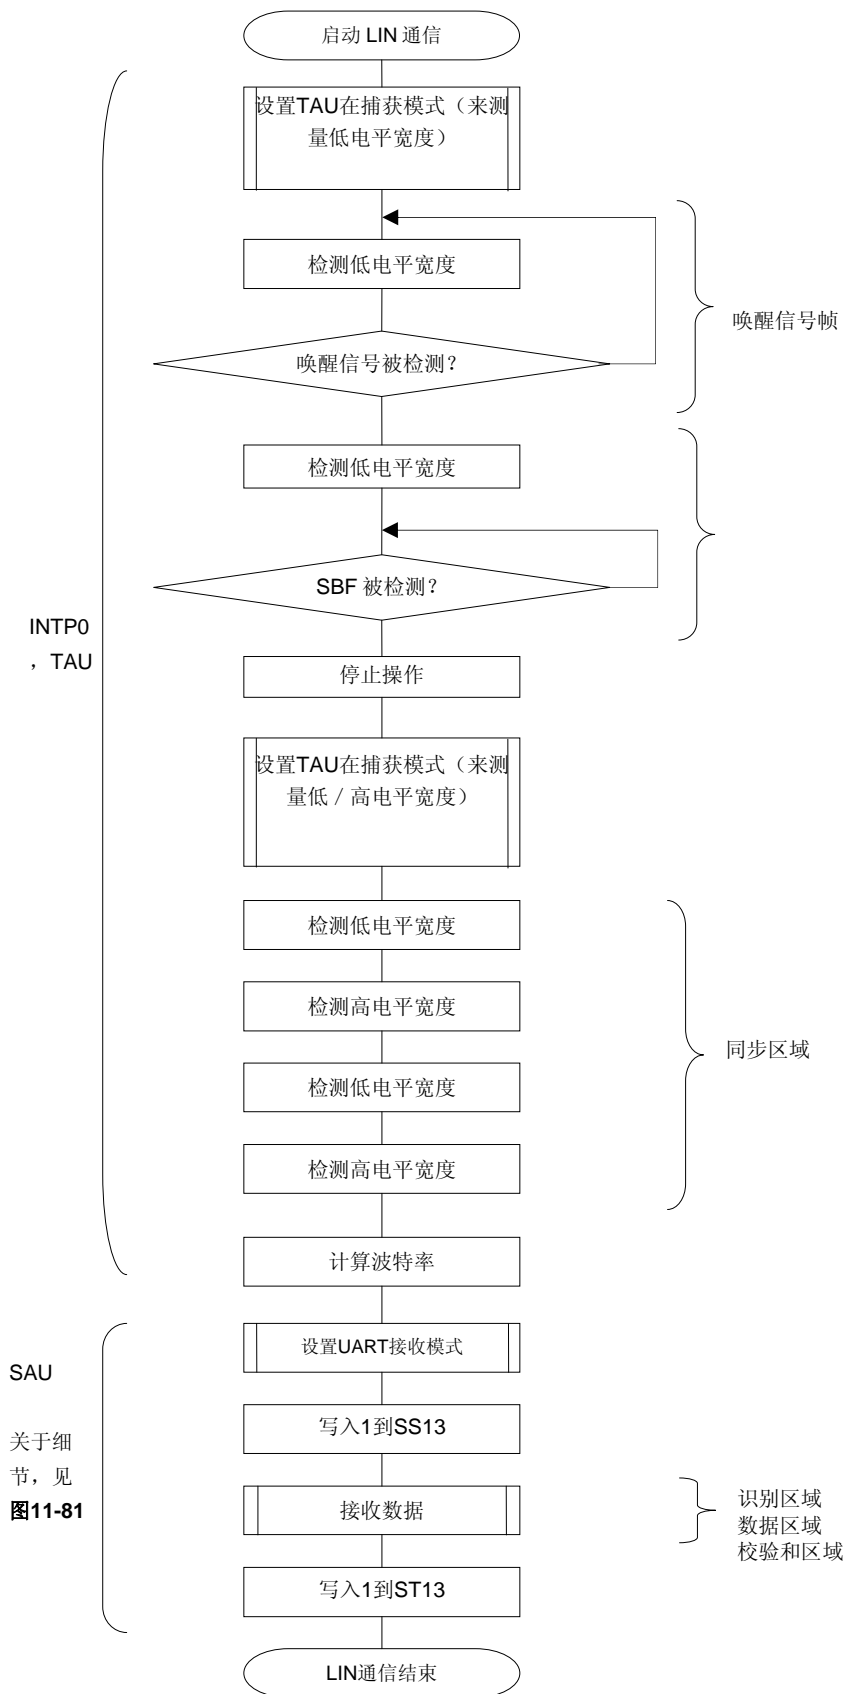 启动 LIN 通信
设置TAU在捕获模式（来测
量低电平宽度）
检测低电平宽度
唤醒信号帧
唤醒信号被检测？
检测低电平宽度
SBF 被检测？
INTP0
，TAU
停止操作
设置TAU在捕获模式（来测
量低／高电平宽度）
检测低电平宽度
检测高电平宽度
同步区域
检测低电平宽度
检测高电平宽度
计算波特率
设置UART接收模式
SAU
写入1到SS13
关于细
节，见
图11-81
接收数据
识别区域
数据区域
校验和区域
写入1到ST13
LIN通信结束